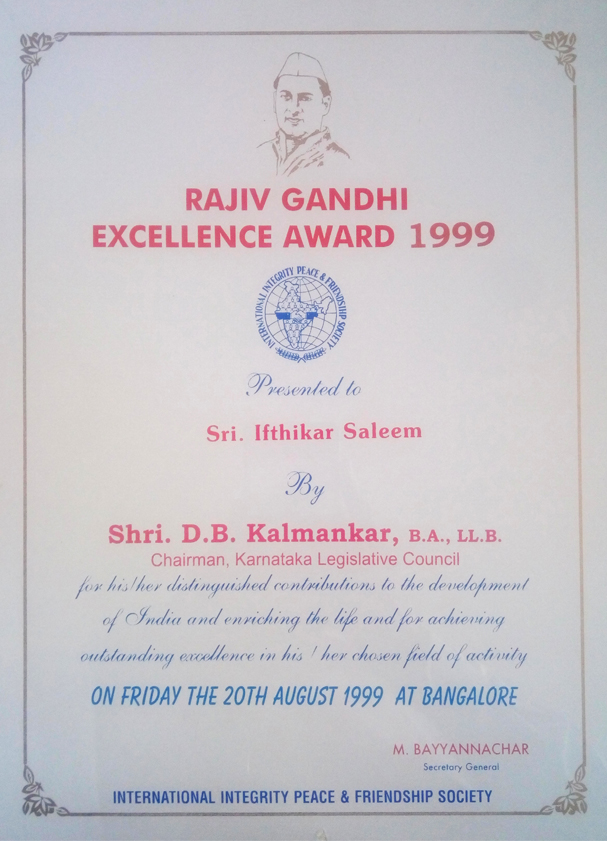 RAJIV GANDHI
EXCELLENCE AWARD 1999
INTERNATIONAL INTEGRITY PEACE & FRIENDSHIP SOCIETY
Presented to
Sri. Ifthikar Saleem
By
Shri. D.B. Kalmankar, B.A., LL.B.
Chairman, Karnataka Legislative Council
for his/her distinguished contributions to the development
of India and enriching the life and for achieving
outstanding excellence in his / her chosen field of activity
ON FRIDAY THE 20TH AUGUST 1999 AT BANGALORE
M. BAYYANNACHAR
Secretary General
INTERNATIONAL INTEGRITY PEACE & FRIENDSHIP SOCIETY